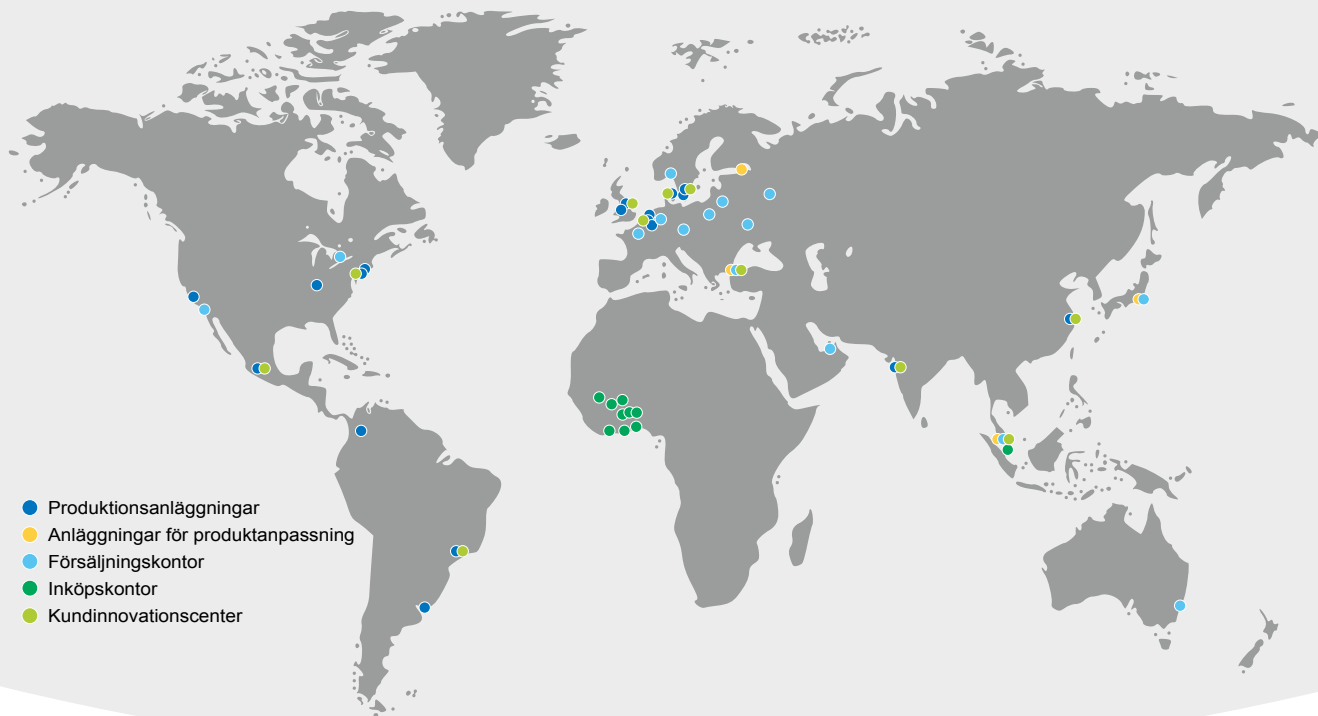 Produktionsanläggningar
Anläggningar för produktanpassning
Försäljningskontor
Inköpskontor
Kundinnovationscenter